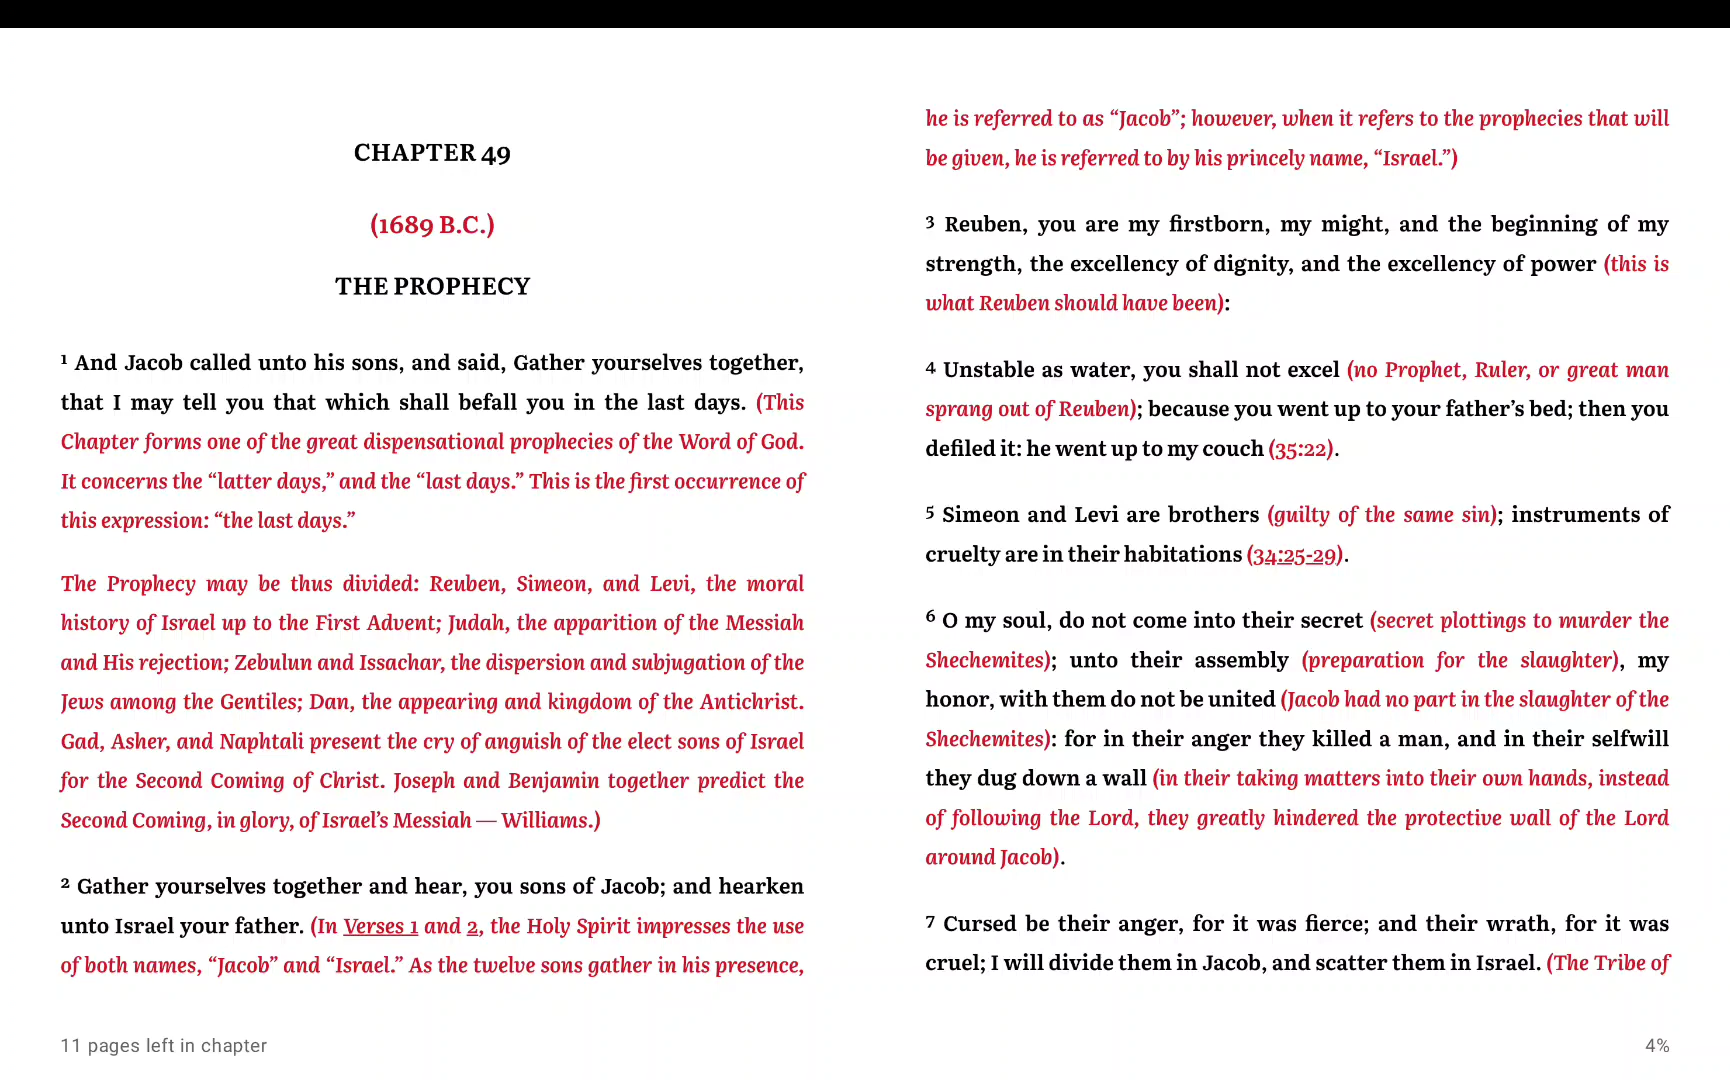 CHAPTER 49
(1689 B.C.)
THE PROPHECY
1 And Jacob called unto his sons, and said, Gather yourselves together,
that I may tell you that which shall befall you in the last days. (This
Chapter forms one of the great dispensational prophecies of the Word of God.
It concerns the “latter days,” and the “last days.” This is the first occurrence of
this expression: “the last days.”
The Prophecy may be thus divided: Reuben, Simeon, and Levi, the moral
history of Israel up to the First Advent; Judah, the apparition of the Messiah
and His rejection; Zebulun and Issachar, the dispersion and subjugation of the
Jews among the Gentiles; Dan, the appearing and kingdom of the Antichrist.
Gad, Asher, and Naphtali present the cry of anguish of the elect sons of Israel
for the Second Coming of Christ. Joseph and Benjamin together predict the
Second Coming, in glory, of Israel’s Messiah — Williams.)
2 Gather yourselves together and hear, you sons of Jacob; and hearken
unto Israel your father. (In Verses 1 and 2, the Holy Spirit impresses the use
of both names, “Jacob” and “Israel.” As the twelve sons gather in his presence,
he is referred to as “Jacob”; however, when it refers to the prophecies that will
be given, he is referred to by his princely name, “Israel.”)
3 Reuben, you are my firstborn, my might, and the beginning of my
strength, the excellency of dignity, and the excellency of power (this is
what Reuben should have been):
4 Unstable as water, you shall not excel (no Prophet, Ruler, or great man
sprang out of Reuben); because you went up to your father’s bed; then you
defiled it: he went up to my couch (35:22).
5 Simeon and Levi are brothers (guilty of the same sin); instruments of
cruelty are in their habitations (34:25-29).
6 O my soul, do not come into their secret (secret plottings to murder the
Shechemites); unto their assembly (preparation for the slaughter), my
honor, with them do not be united (Jacob had no part in the slaughter of the
Shechemites): for in their anger they killed a man, and in their selfwill
they dug down a wall (in their taking matters into their own hands, instead
of following the Lord, they greatly hindered the protective wall of the Lord
around Jacob).
7 Cursed be their anger, for it was fierce; and their wrath, for it was
cruel; I will divide them in Jacob, and scatter them in Israel. (The Tribe of
11 pages left in chapter
4%